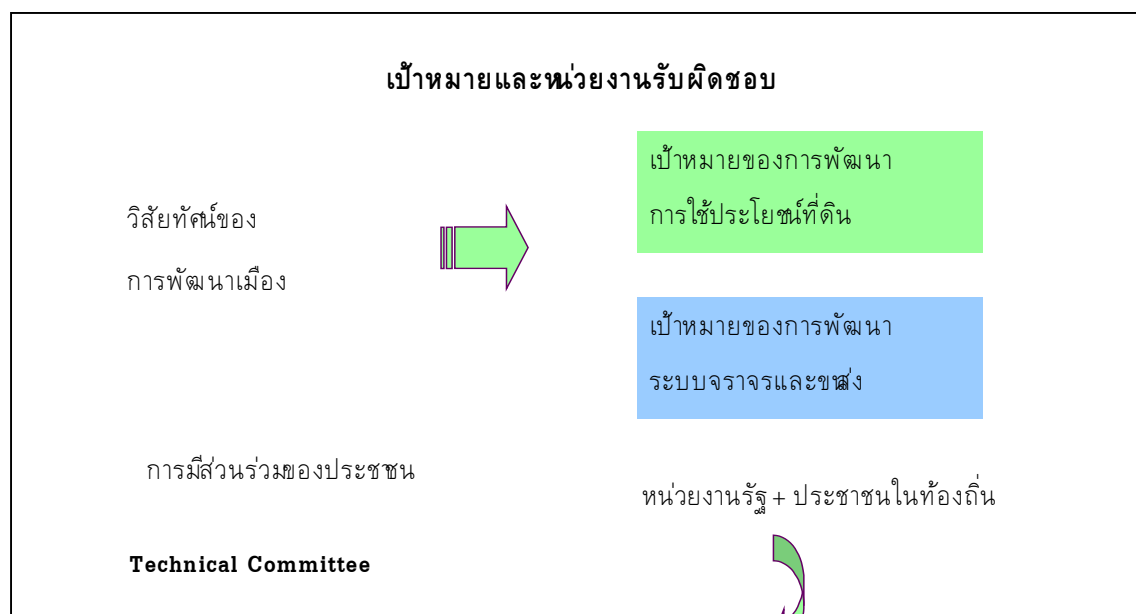 เป้าหมายและหน่วยงานรับผิดชอบ
วิสัยทัศน์ของ
การพัฒนาเมือง
เป้าหมายของการพัฒนา
การใช้ประโยชน์ที่ดิน
เป้าหมายของการพัฒนา
ระบบจราจรและขนส่ง
การมีส่วนร่วมของประชชน
หน่วยงานรัฐ + ประชาชนในท้องถิ่น
Technical Committee